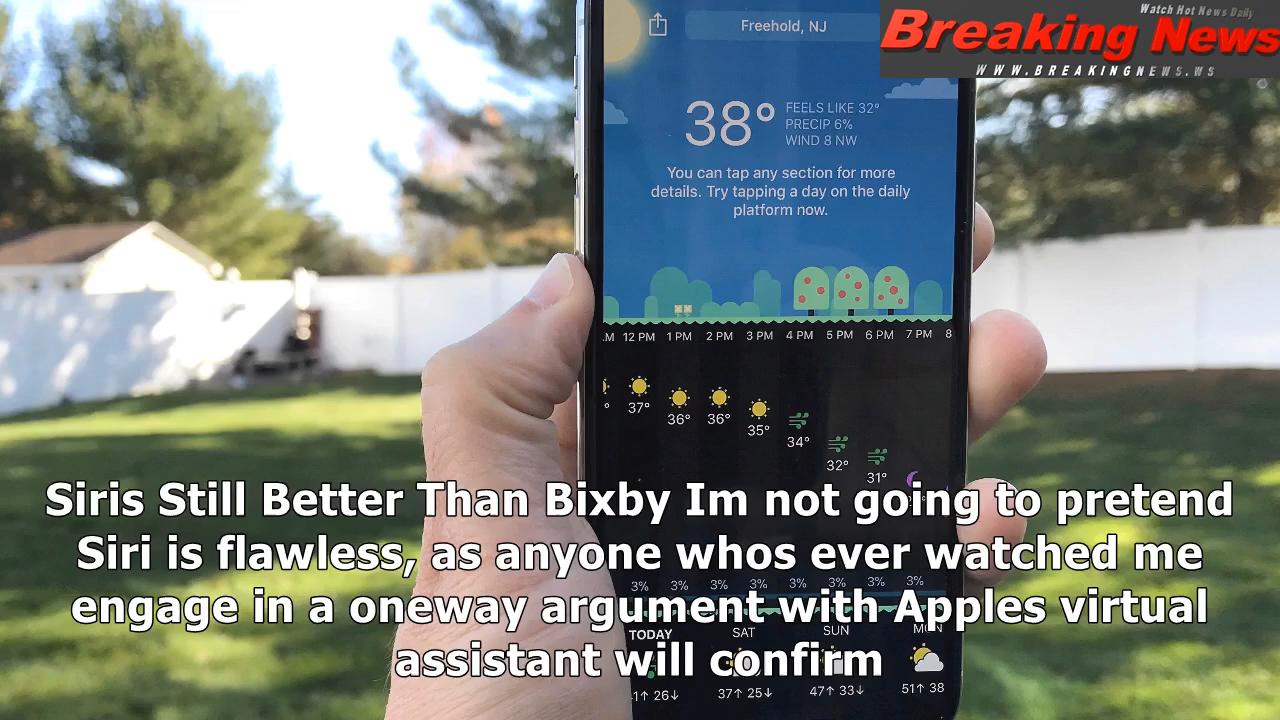 Watch Hot News Daily
Breaking News
WWW.BREAKINGNEWS.WS
Freehold, NJ
38°
FEELS LIKE 32°
PRECIP 6%
WIND 8 NW
You can tap any section for more
details. Try tapping a day on the daily
platform now.
12 PM 1 PM 2 PM 3 PM 4 PM 5 PM 6 PM 7 PM 8
37° 36° 36° 35° 34° 32° 31°
Siris Still Better Than Bixby Im not going to pretend
Siri is flawless, as anyone whos ever watched me
engage in a oneway argument with Apples virtual
assistant will confirm
3% 3% 3% 3% 3% 3% 3% 3%
TODAY SAT SUN MON
26↓ 37↑ 25↓ 47↑ 33↓ 51↑ 38